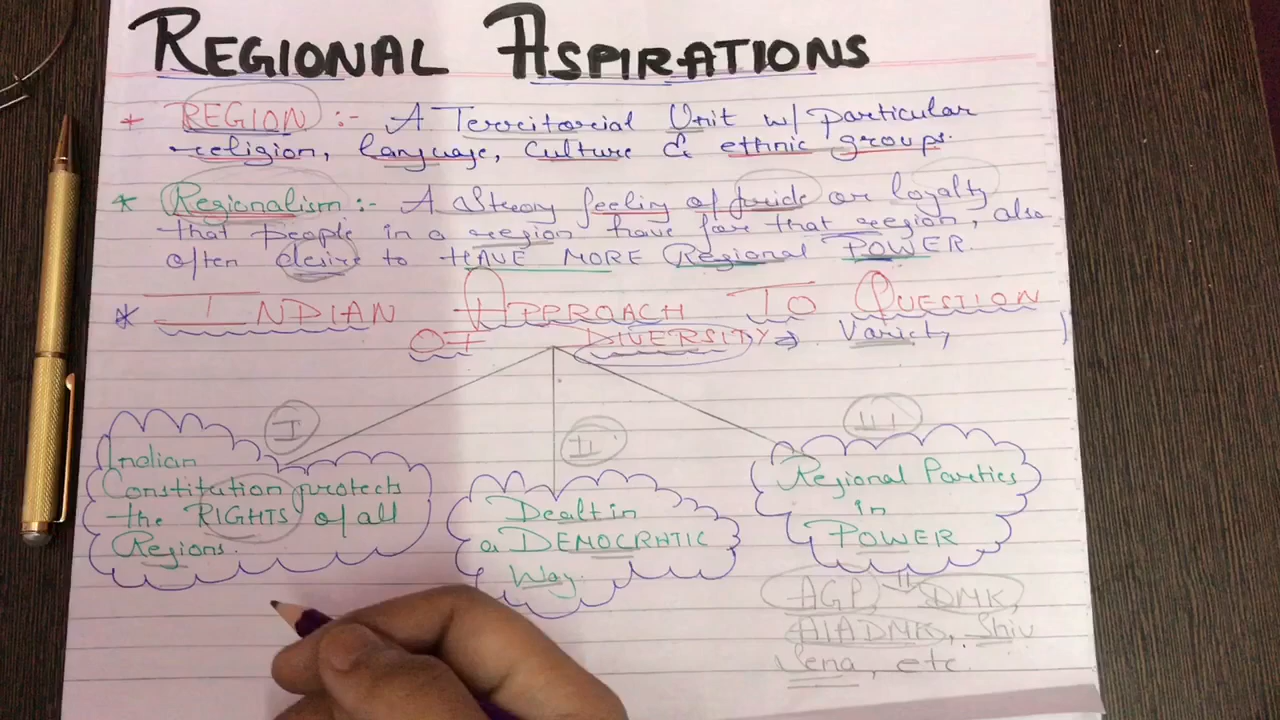 REGIONAL ASPIRATIONS
* REGION :- A Territorial Unit w/ particular
religion, language, culture & ethnic groups.
* Regionalism :- A strong feeling of pride or loyalty
that people in a region have for that region, also
often desire to HAVE MORE Regional POWER.
* INDIAN APPROACH TO QUESTION
OF DIVERSITY → Variety
I
II
III
Indian
Constitution protects
the RIGHTS of all
Regions.
Dealt in
a DEMOCRATIC
Way.
Regional Parties
in
POWER
AGP, DMK,
AIADMK, Shiv
Sena, etc.